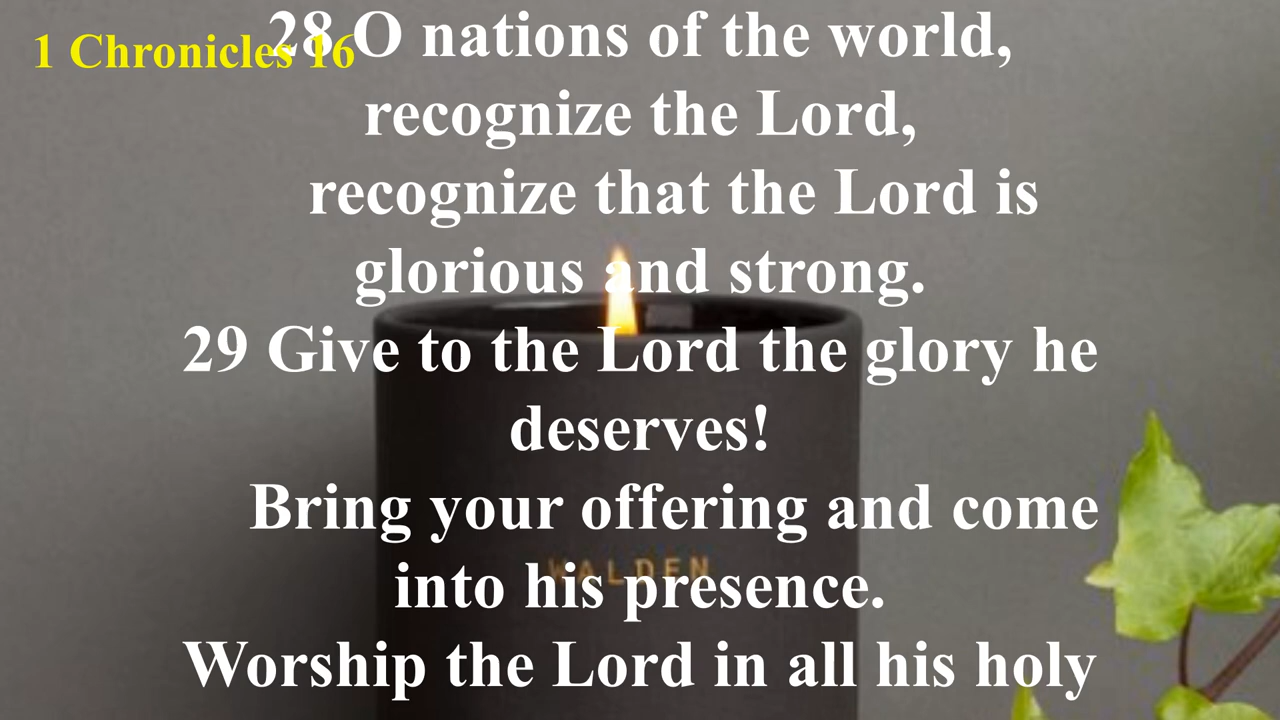 1 Chronicles 16
28 O nations of the world,
recognize the Lord,
recognize that the Lord is
glorious and strong.
29 Give to the Lord the glory he
deserves!
Bring your offering and come
WALDEN
into his presence.
Worship the Lord in all his holy